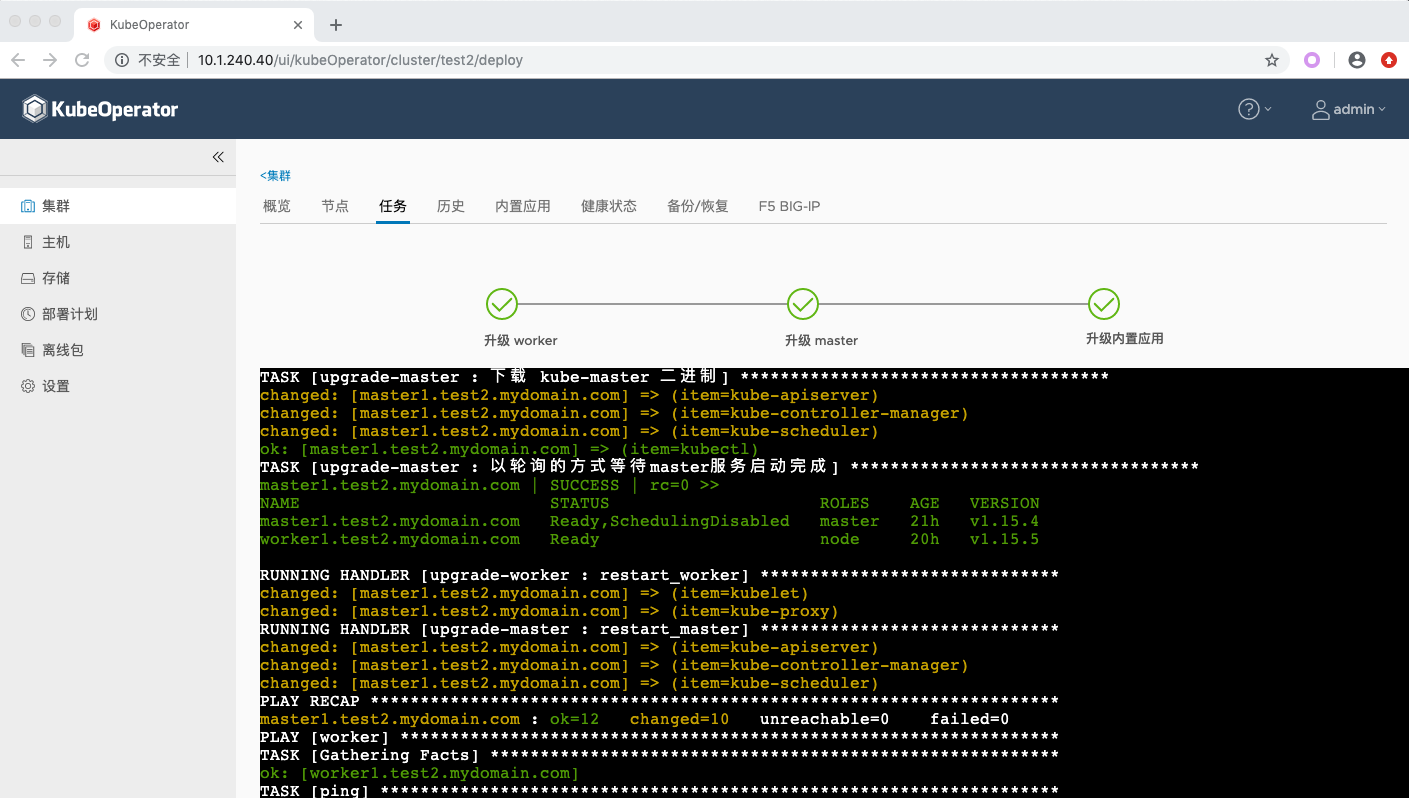 KubeOperator
不安全 10.1.240.40/ui/kubeOperator/cluster/test2/deploy
KubeOperator
? admin
<集群
概览 节点 任务 历史 内置应用 健康状态 备份/恢复 F5 BIG-IP
集群
主机
存储
部署计划
离线包
设置
升级 worker 升级 master 升级内置应用
TASK [upgrade-master : 下载 kube-master 二进制] *************************************
changed: [master1.test2.mydomain.com] => (item=kube-apiserver)
changed: [master1.test2.mydomain.com] => (item=kube-controller-manager)
changed: [master1.test2.mydomain.com] => (item=kube-scheduler)
ok: [master1.test2.mydomain.com] => (item=kubectl)
TASK [upgrade-master : 以轮询的方式等待master服务启动完成] ***********************************
master1.test2.mydomain.com | SUCCESS | rc=0 >>
NAME STATUS ROLES AGE VERSION
master1.test2.mydomain.com Ready,SchedulingDisabled master 21h v1.15.4
worker1.test2.mydomain.com Ready node 20h v1.15.5
RUNNING HANDLER [upgrade-worker : restart_worker] ******************************
changed: [master1.test2.mydomain.com] => (item=kubelet)
changed: [master1.test2.mydomain.com] => (item=kube-proxy)
RUNNING HANDLER [upgrade-master : restart_master] ******************************
changed: [master1.test2.mydomain.com] => (item=kube-apiserver)
changed: [master1.test2.mydomain.com] => (item=kube-controller-manager)
changed: [master1.test2.mydomain.com] => (item=kube-scheduler)
PLAY RECAP *********************************************************************
master1.test2.mydomain.com : ok=12 changed=10 unreachable=0 failed=0
PLAY [worker] ******************************************************************
TASK [Gathering Facts] *********************************************************
ok: [worker1.test2.mydomain.com]
TASK [ping] ********************************************************************